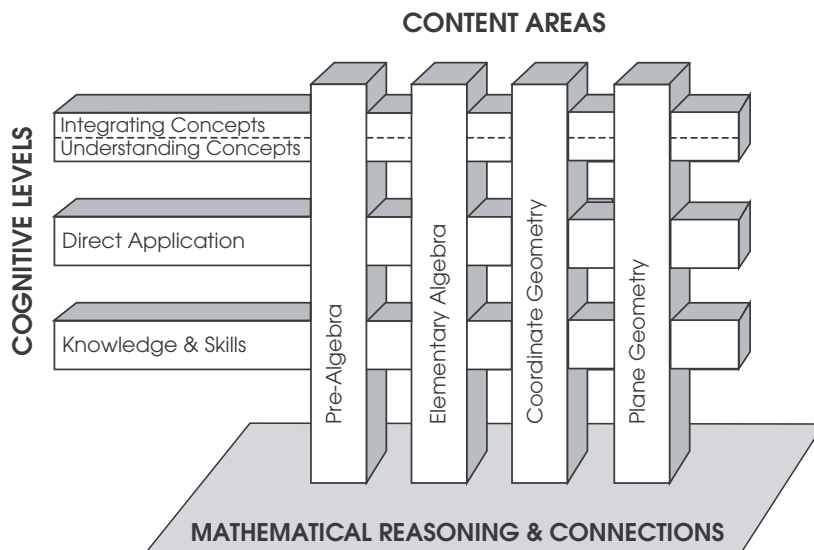 CONTENT AREAS
COGNITIVE LEVELS
Integrating Concepts
Understanding Concepts
Direct Application
Knowledge & Skills
Pre-Algebra
Elementary Algebra
Coordinate Geometry
Plane Geometry
MATHEMATICAL REASONING & CONNECTIONS